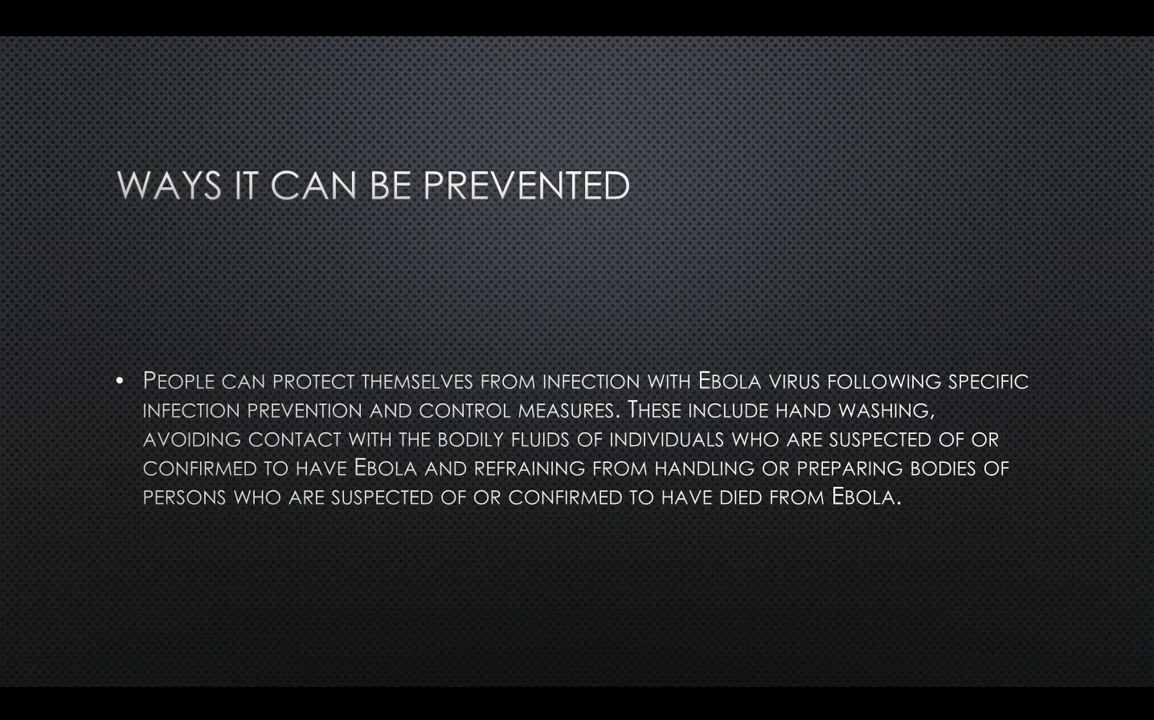 WAYS IT CAN BE PREVENTED
• PEOPLE CAN PROTECT THEMSELVES FROM INFECTION WITH EBOLA VIRUS FOLLOWING SPECIFIC
INFECTION PREVENTION AND CONTROL MEASURES. THESE INCLUDE HAND WASHING,
AVOIDING CONTACT WITH THE BODILY FLUIDS OF INDIVIDUALS WHO ARE SUSPECTED OF OR
CONFIRMED TO HAVE EBOLA AND REFRAINING FROM HANDLING OR PREPARING BODIES OF
PERSONS WHO ARE SUSPECTED OF OR CONFIRMED TO HAVE DIED FROM EBOLA.